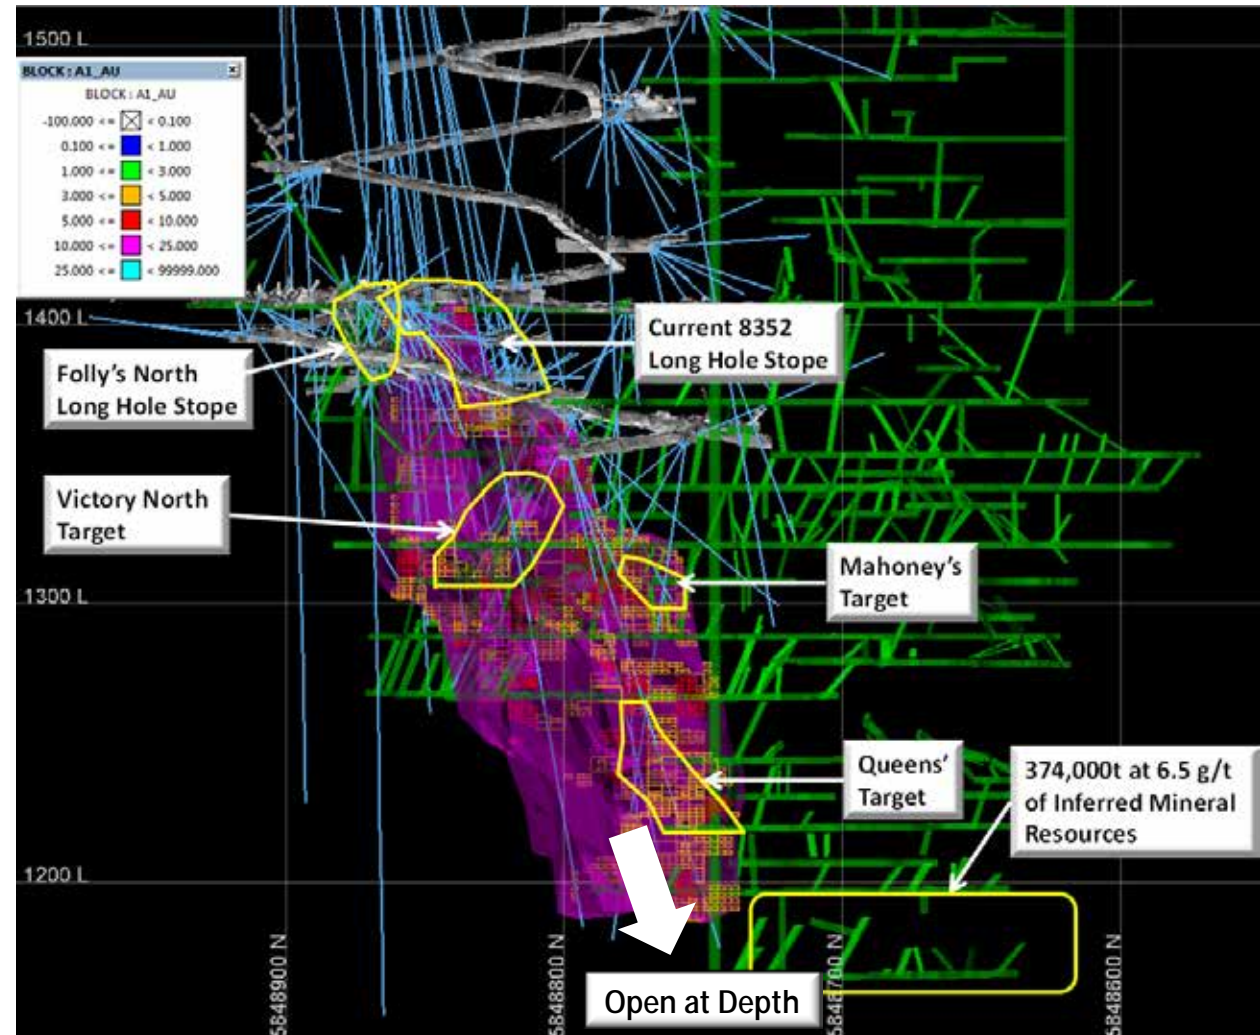 1500 L
BLOCK : A1_AU
BLOCK : A1_AU
-100.000 <= < 0.100
0.100 <= < 1.000
1.000 <= < 3.000
3.000 <= < 5.000
5.000 <= < 10.000
10.000 <= < 25.000
25.000 <= < 99999.000
1400 L
Current 8352
Long Hole Stope
Folly's North
Long Hole Stope
Victory North
Target
Mahoney's
Target
1300 L
Queens'
Target
374,000t at 6.5 g/t
of Inferred Mineral
Resources
1200 L
Open at Depth
5848900 N
5848800 N
5848700 N
5848600 N